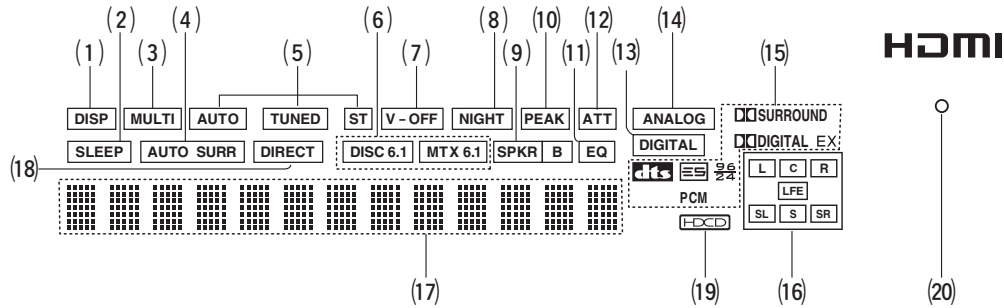 (2) (4) (6) (8) (10) (12) (14)
(1) (3) (5) (7) (9) (11) (13) (15)
HDMI
DISP MULTI AUTO TUNED ST V-OFF NIGHT PEAK ATT ANALOG
SURROUND
SLEEP AUTO SURR DIRECT DISC 6.1 MTX 6.1 SPKR B EQ DIGITAL
DIGITAL EX
(18)
dts ES 96/24
L C R
LFE
PCM
SL S SR
HDCD
(17) (19) (16) (20)